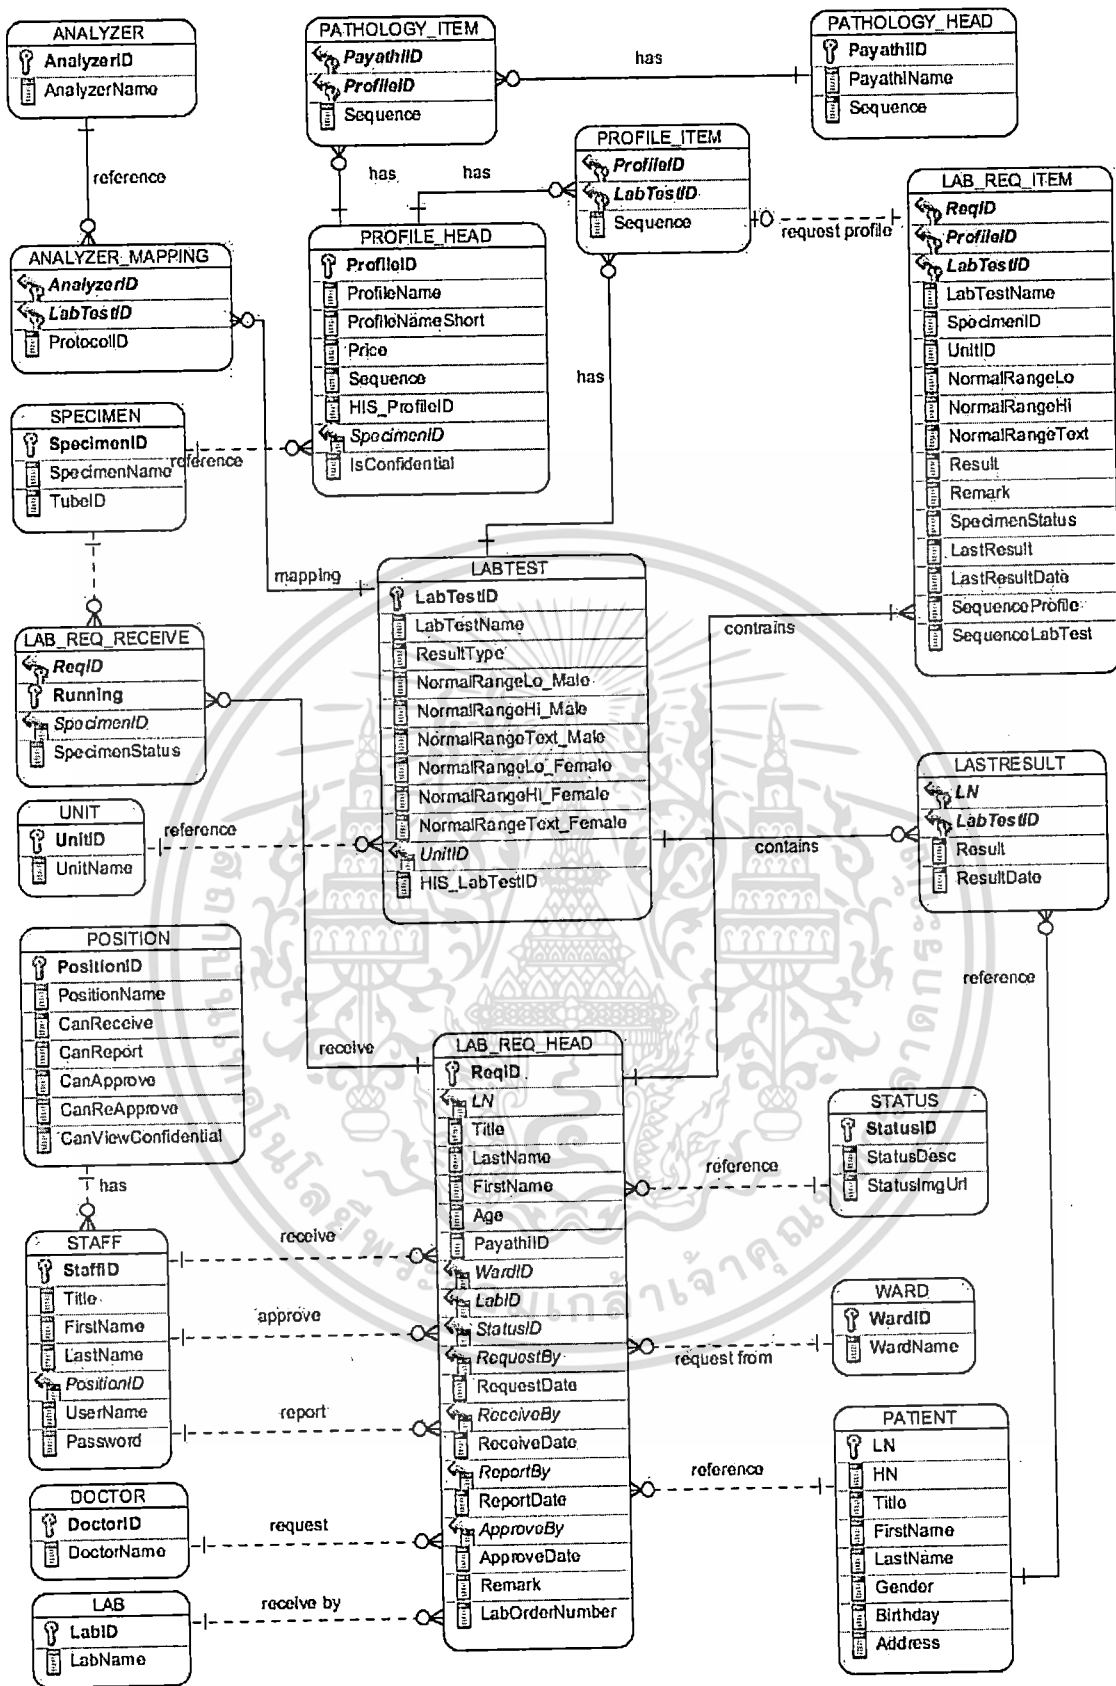 ANALYZER
AnalyzerID
AnalyzerName
reference
PATHOLOGY_ITEM
PayathiID
ProfileID
Sequence
has
PATHOLOGY_HEAD
PayathiID
PayathiName
Sequence
has
has
PROFILE_ITEM
ProfileID
LabTestID
Sequence
request profile
LAB_REQ_ITEM
ReqID
ProfileID
LabTestID
LabTestName
SpecimenID
UnitID
NormalRangeLo
NormalRangeHi
NormalRangeText
Result
Remark
SpecimenStatus
LastResult
LastResultDate
SequenceProfile
SequenceLabTest
ANALYZER_MAPPING
AnalyzerID
LabTestID
ProtocolID
PROFILE_HEAD
ProfileID
ProfileName
ProfileNameShort
Price
Sequence
HIS_ProfileID
SpecimenID
IsConfidential
has
SPECIMEN
SpecimenID
SpecimenName
TubeID
reference
mapping
LABTEST
LabTestID
LabTestName
ResultType
NormalRangeLo_Male
NormalRangeHi_Male
NormalRangeText_Male
NormalRangeLo_Female
NormalRangeHi_Female
NormalRangeText_Female
UnitID
HIS_LabTestID
contrains
LAB_REQ_RECEIVE
ReqID
Running
SpecimenID
SpecimenStatus
UNIT
UnitID
UnitName
reference
contains
LASTRESULT
LN
LabTestID
Result
ResultDate
reference
POSITION
PositionID
PositionName
CanReceive
CanReport
CanApprove
CanReApprove
CanViewConfidential
has
receive
LAB_REQ_HEAD
ReqID
LN
Title
LastName
FirstName
Age
PayathiID
WardID
LabID
StatusID
RequestBy
RequestDate
ReceiveBy
ReceiveDate
ReportBy
ReportDate
ApproveBy
ApproveDate
Remark
LabOrderNumber
reference
STATUS
StatusID
StatusDesc
StatusImgUrl
STAFF
StaffID
Title
FirstName
LastName
PositionID
UserName
Password
receive
approve
report
request from
WARD
WardID
WardName
reference
PATIENT
LN
HN
Title
FirstName
LastName
Gender
Birthday
Address
DOCTOR
DoctorID
DoctorName
request
LAB
LabID
LabName
receive by